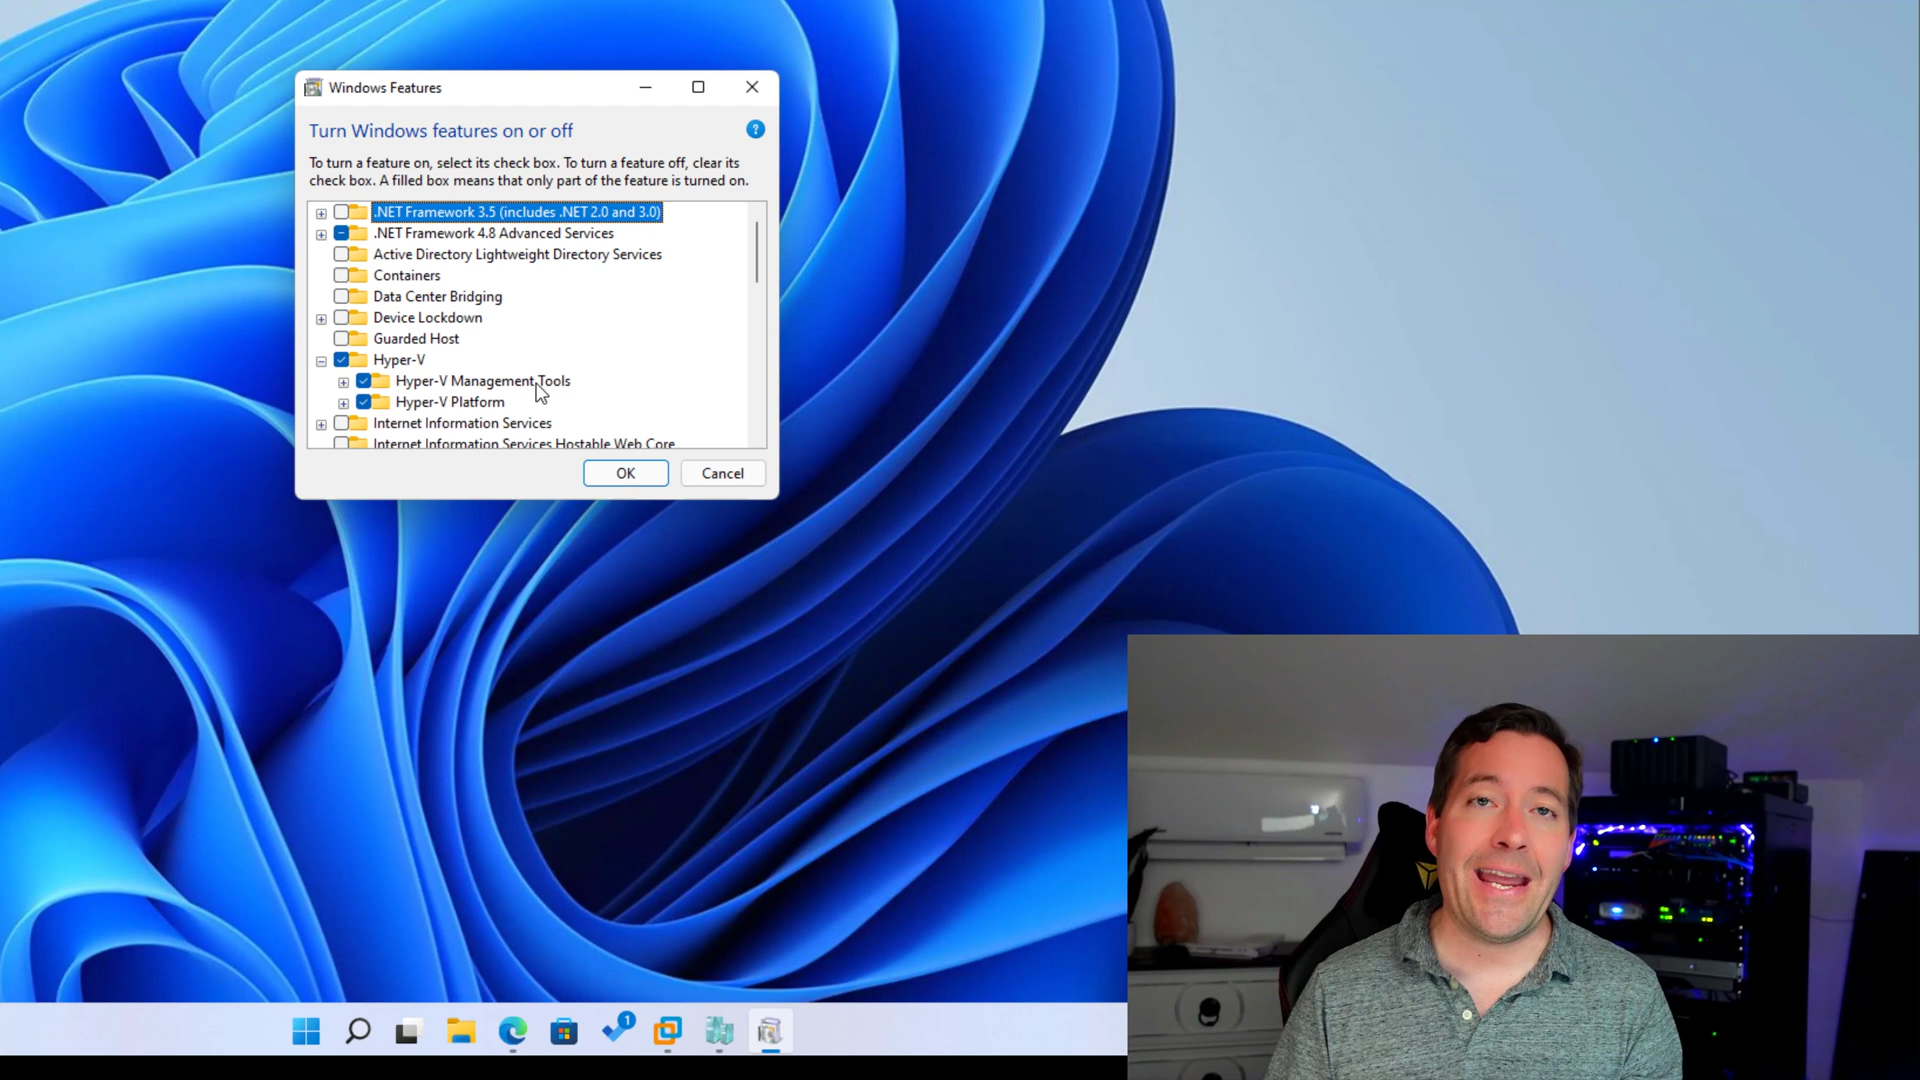 Windows Features
Turn Windows features on or off
?
To turn a feature on, select its check box. To turn a feature off, clear its
check box. A filled box means that only part of the feature is turned on.
.NET Framework 3.5 (includes .NET 2.0 and 3.0)
.NET Framework 4.8 Advanced Services
Active Directory Lightweight Directory Services
Containers
Data Center Bridging
Device Lockdown
Guarded Host
Hyper-V
Hyper-V Management Tools
Hyper-V Platform
Internet Information Services
Internet Information Services Hostable Web Core
OK Cancel
1